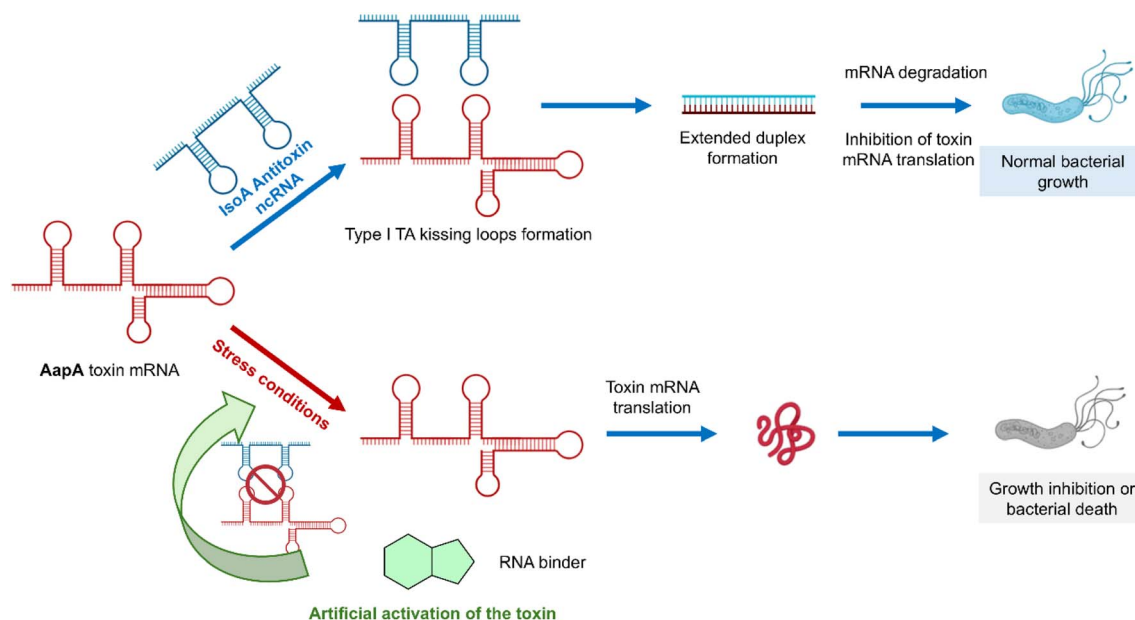 IsoA Antitoxin
ncRNA
Type I TA kissing loops formation
Extended duplex
formation
mRNA degradation
Inhibition of toxin
mRNA translation
Normal bacterial
growth
AapA toxin mRNA
Stress conditions
Toxin mRNA
translation
Growth inhibition or
bacterial death
RNA binder
Artificial activation of the toxin